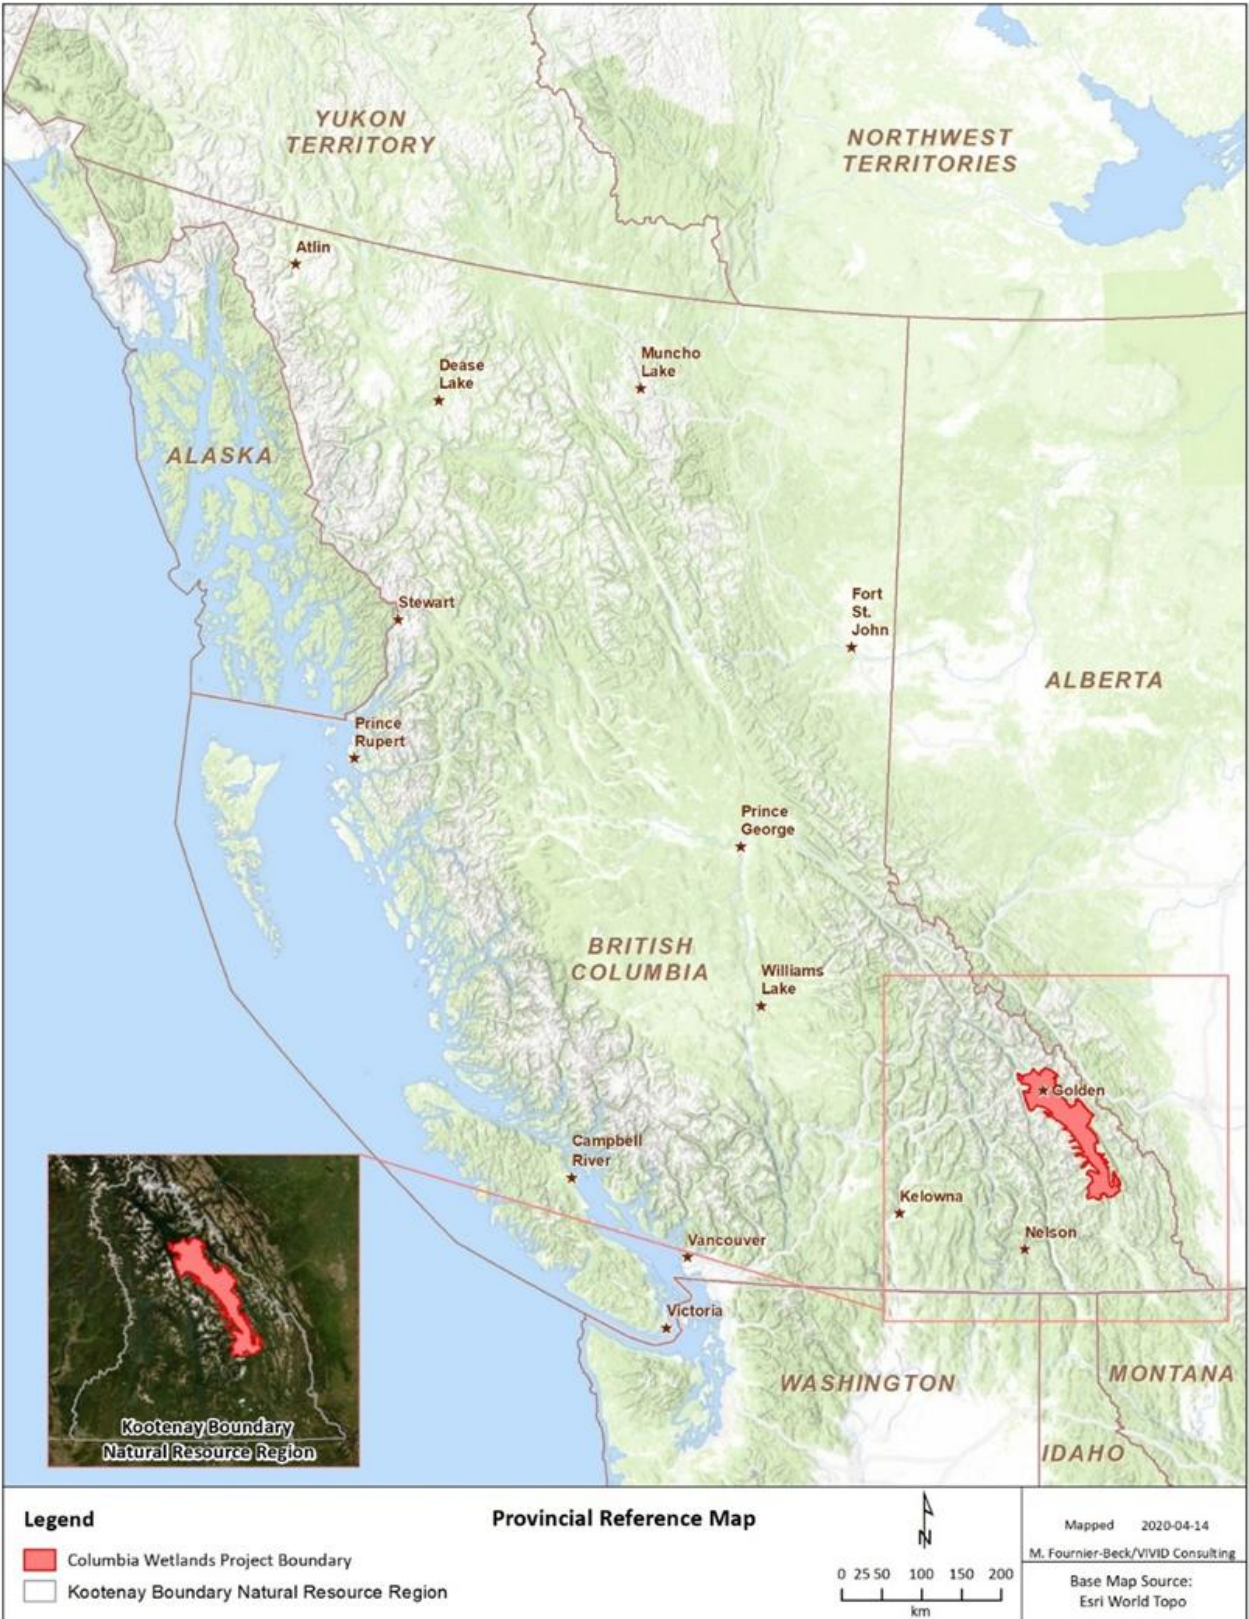 YUKON
TERRITORY
NORTHWEST
TERRITORIES
Atlin
Dease
Lake
Muncho
Lake
ALASKA
Stewart
Fort
St.
John
ALBERTA
Prince
Rupert
Prince
George
BRITISH
COLUMBIA
Williams
Lake
Golden
Campbell
River
Kelowna
Nelson
Vancouver
Victoria
WASHINGTON
MONTANA
IDAHO
Kootenay Boundary
Natural Resource Region
Legend
Columbia Wetlands Project Boundary
Kootenay Boundary Natural Resource Region
Provincial Reference Map
N
0 25 50 100 150 200
km
Mapped 2020-04-14
M. Fournier-Beck/VIVID Consulting
Base Map Source:
Esri World Topo